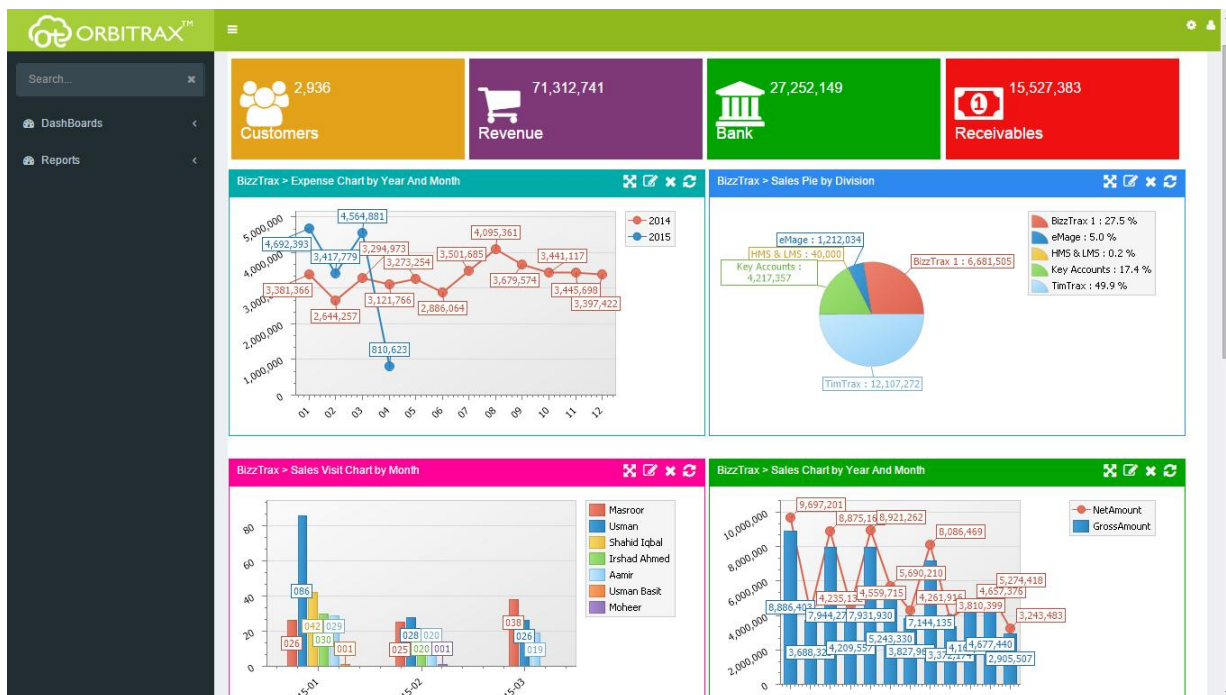 ORBITRAX™
Search...
DashBoards
Reports
2,936
Customers
71,312,741
Revenue
27,252,149
Bank
15,527,383
Receivables
BizzTrax > Expense Chart by Year And Month
5,000,000
4,000,000
3,000,000
2,000,000
1,000,000
0
4,692,393
3,417,779
4,564,881
810,623
3,381,366
2,644,257
3,294,973
3,121,766
3,273,254
2,886,064
3,501,685
4,095,361
3,679,574
3,441,117
3,445,698
3,397,422
01
02
03
04
05
06
07
08
09
10
11
12
2014
2015
BizzTrax > Sales Pie by Division
eMage : 1,212,034
HMS & LMS : 40,000
Key Accounts :
4,217,357
BizzTrax 1 : 6,681,505
TimTrax : 12,107,272
BizzTrax 1 : 27.5 %
eMage : 5.0 %
HMS & LMS : 0.2 %
Key Accounts : 17.4 %
TimTrax : 49.9 %
BizzTrax > Sales Visit Chart by Month
80
60
40
20
0
026
086
042
030
029
001
025
028
020
020
001
038
026
019
15-01
15-02
15-03
Masroor
Usman
Shahid Iqbal
Irshad Ahmed
Aamir
Usman Basit
Moheer
BizzTrax > Sales Chart by Year And Month
10,000,000
8,000,000
6,000,000
4,000,000
2,000,000
0
9,697,201
8,921,262
8,086,469
5,690,210
5,274,418
4,657,376
4,559,715
3,810,399
3,243,483
7,931,930
7,144,135
4,209,557
5,243,330
4,677,440
2,905,507
NetAmount
GrossAmount